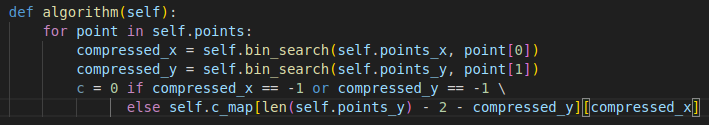 def algorithm(self):
    for point in self.points:
        compressed_x = self.bin_search(self.points_x, point[0])
        compressed_y = self.bin_search(self.points_y, point[1])
        c = 0 if compressed_x == -1 or compressed_y == -1 \
              else self.c_map[len(self.points_y) - 2 - compressed_y][compressed_x]